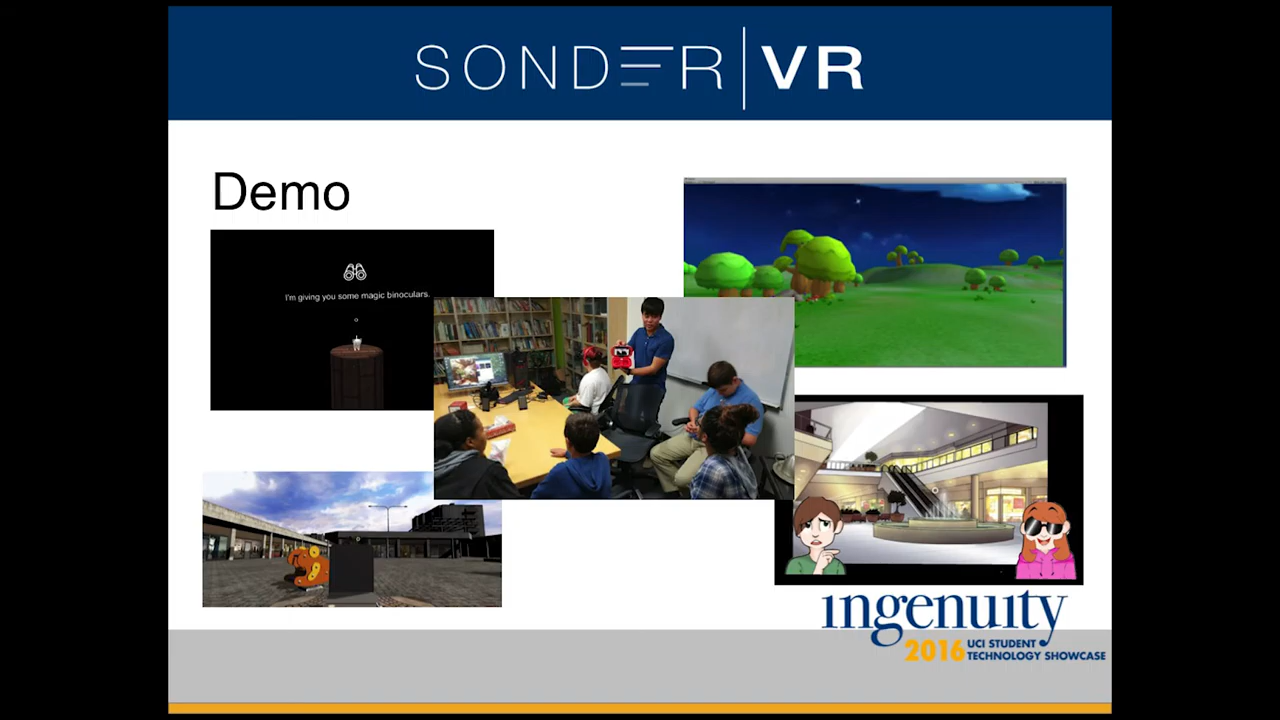 SONDER | VR
Demo
I'm giving you some magic binoculars.
ingenuity
2016 UCI STUDENT
TECHNOLOGY SHOWCASE